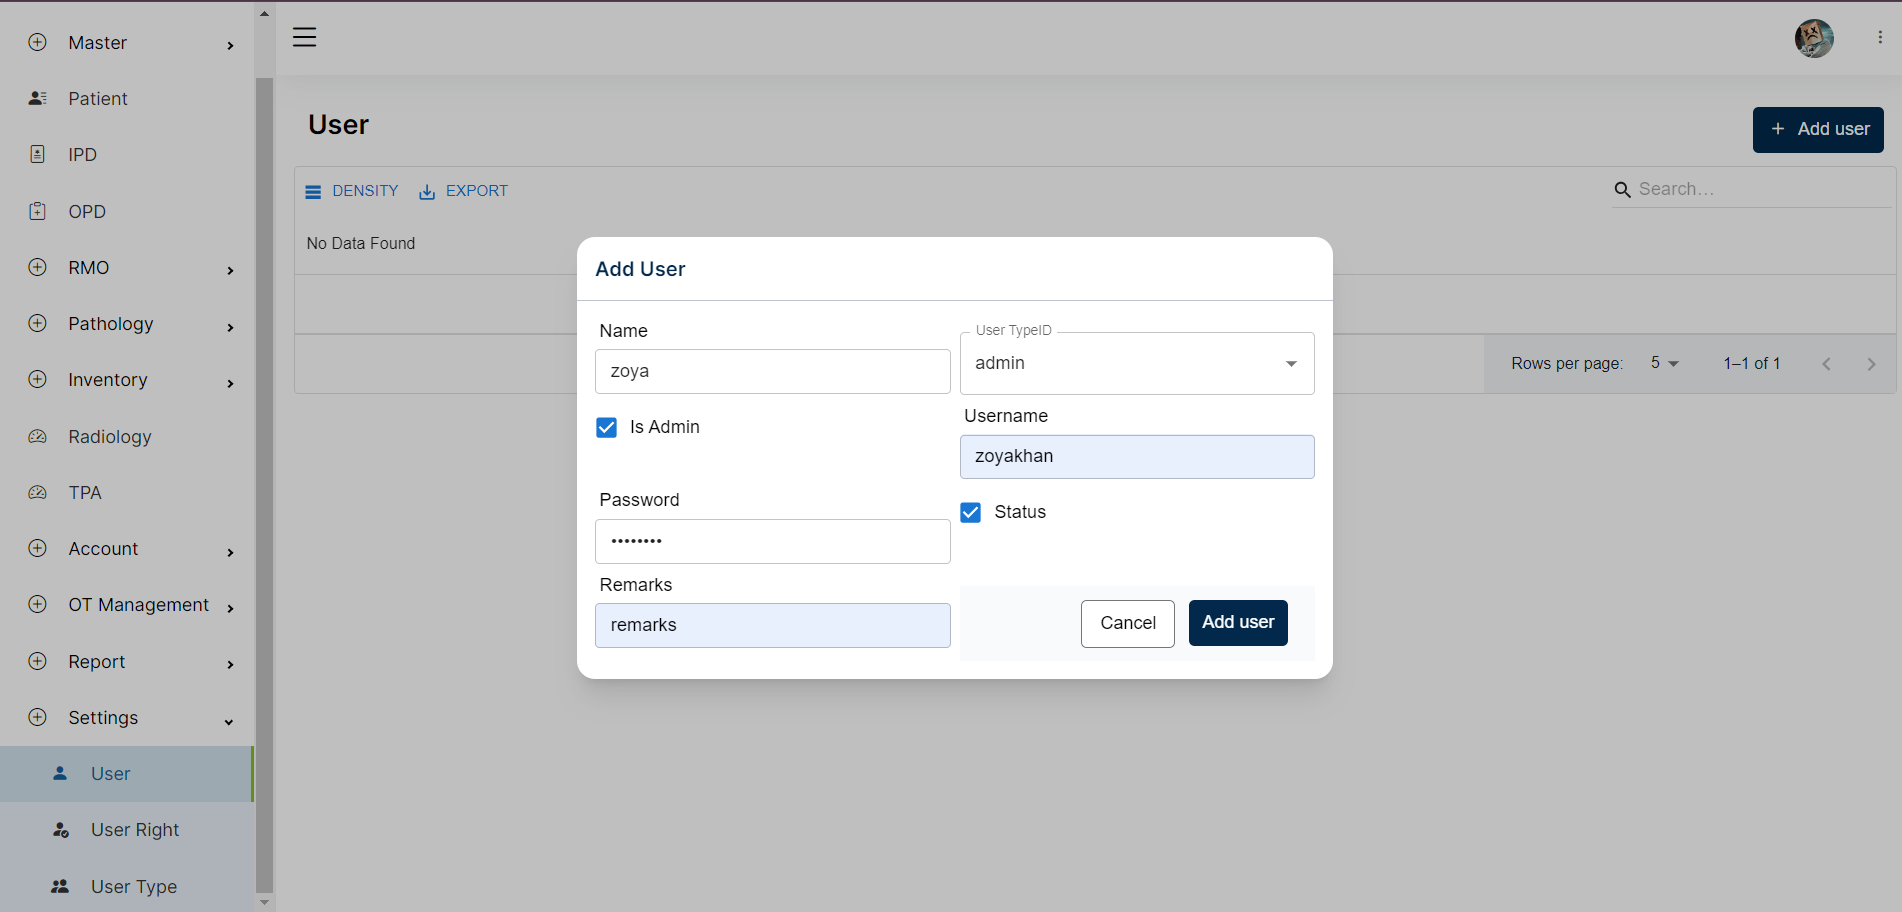 Master
Patient
IPD
OPD
RMO
Pathology
Inventory
Radiology
TPA
Account
OT Management
Report
Settings
User
User Right
User Type
User
+ Add user
DENSITY EXPORT
Search...
No Data Found
Rows per page: 5 1–1 of 1
Add User
Name
zoya
User TypeID
admin
Is Admin
Username
zoyakhan
Password
••••••••
Status
Remarks
remarks
Cancel Add user